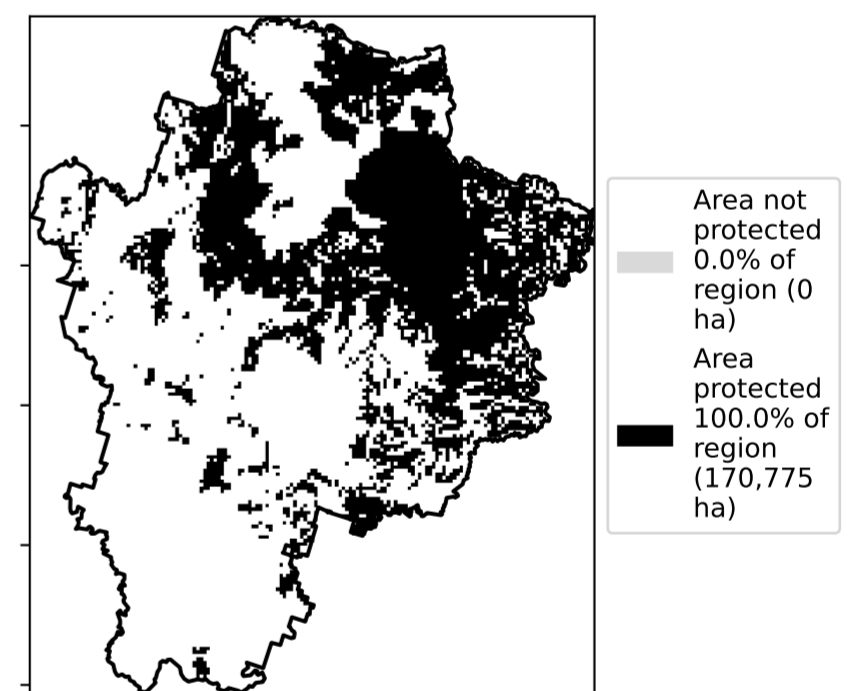 Area not
protected
0.0% of
region (0
ha)
Area
protected
100.0% of
region
(170,775
ha)